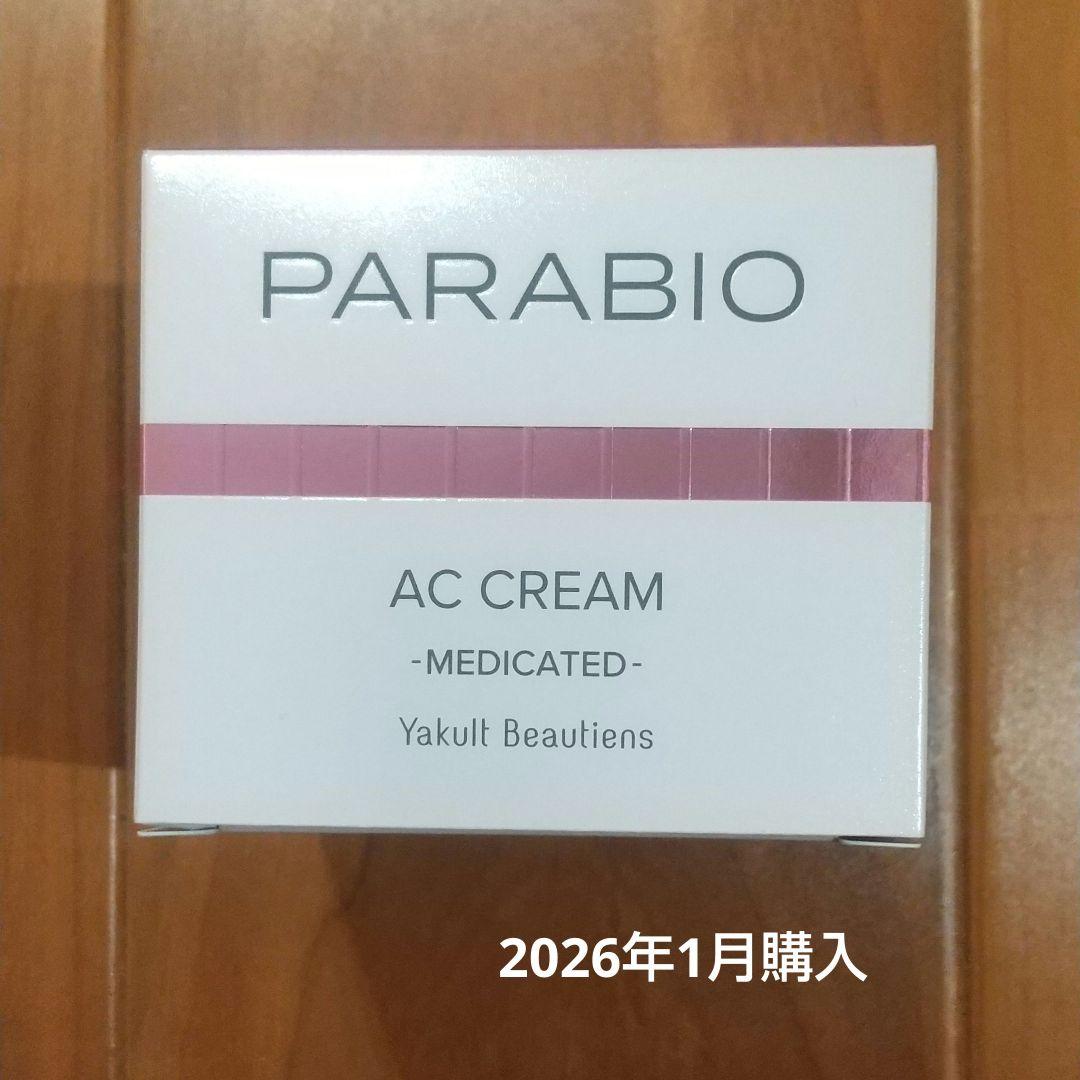 PARABIO
AC CREAM
-MEDICATED-
Yakult Beautiens
2026年1月購入